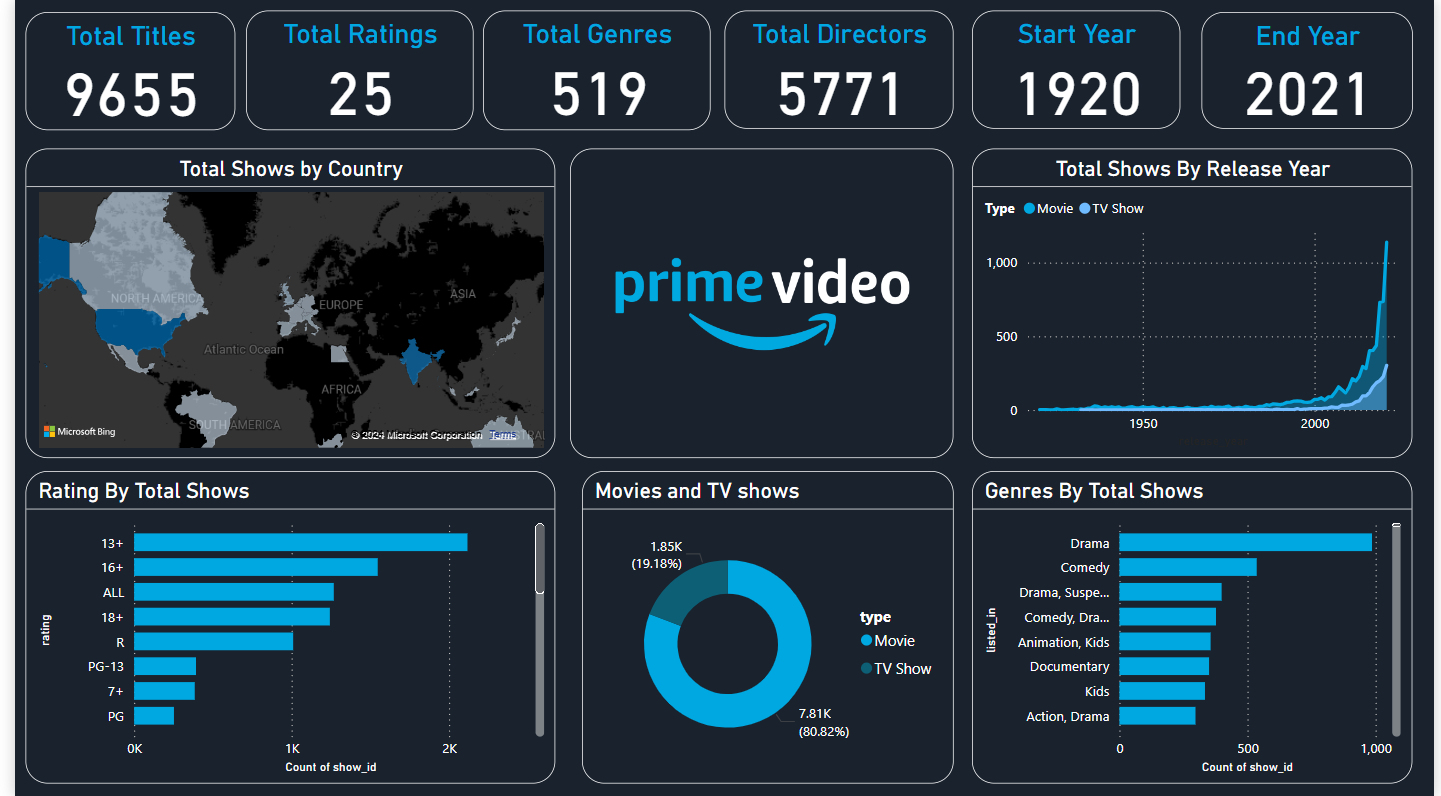 Total Titles
9655
Total Ratings
25
Total Genres
519
Total Directors
5771
Start Year
1920
End Year
2021
Total Shows by Country
NORTH AMERICA
EUROPE
ASIA
Atlantic Ocean
AFRICA
SOUTH AMERICA
Microsoft Bing
© 2024 Microsoft Corporation Terms
prime video
Total Shows By Release Year
Type Movie TV Show
1,000
500
0
1950 2000
Rating By Total Shows
rating
13+
16+
ALL
18+
R
PG-13
7+
PG
0K 1K 2K
Count of show_id
Movies and TV shows
1.85K
(19.18%)
7.81K
(80.82%)
type
Movie
TV Show
Genres By Total Shows
listed_in
Drama
Comedy
Drama, Suspe...
Comedy, Dra...
Animation, Kids
Documentary
Kids
Action, Drama
0 500 1,000
Count of show_id